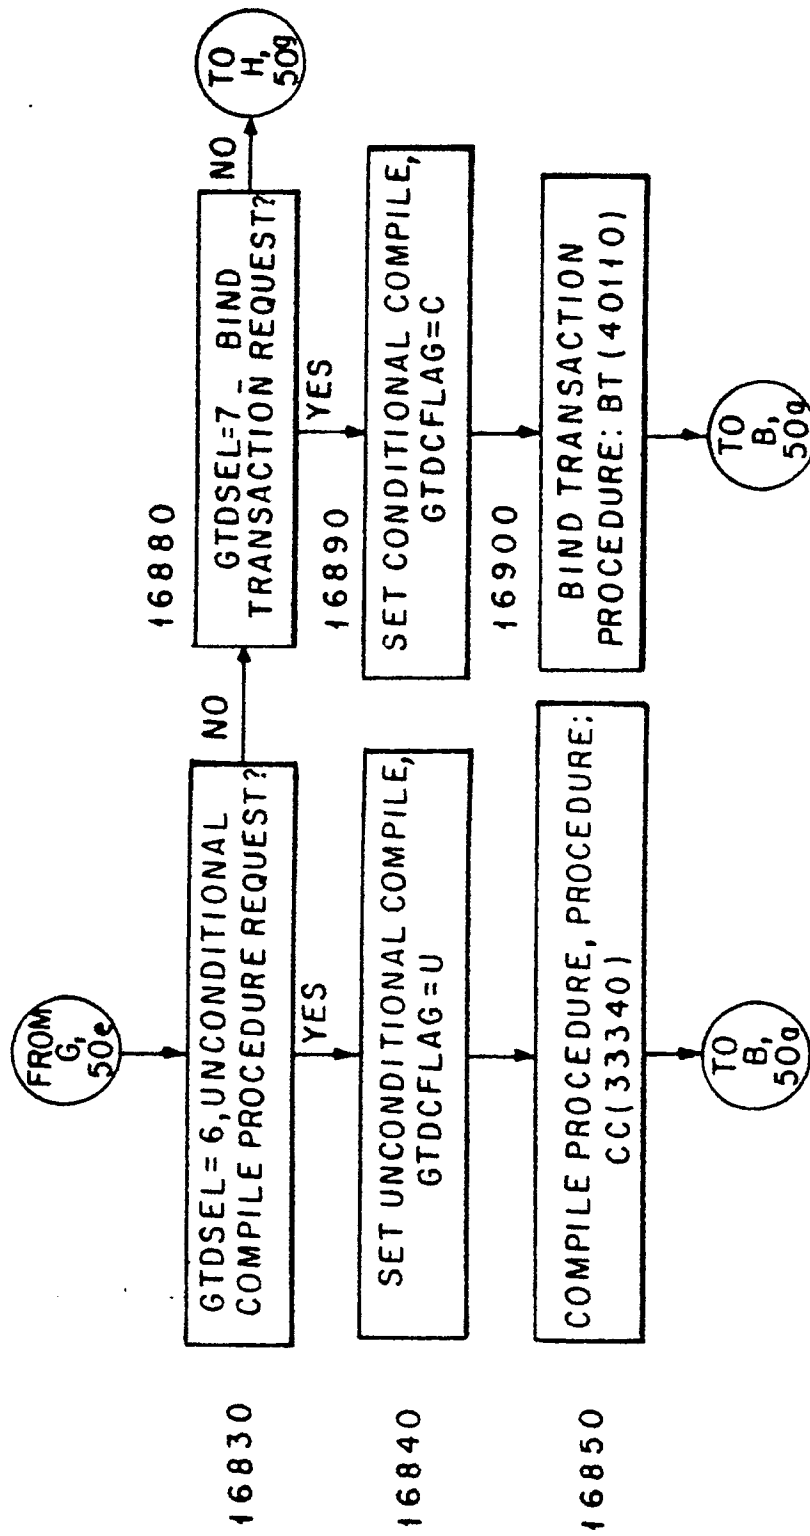 FROM
G,
50e
16830
GTDSEL=6, UNCONDITIONAL
COMPILE PROCEDURE REQUEST?
NO
YES
16840
SET UNCONDITIONAL COMPILE,
GTDCFLAG=U
16850
COMPILE PROCEDURE, PROCEDURE:
CC(33340)
TO
B,
50a
16880
GTDSEL=7 - BIND
TRANSACTION REQUEST?
NO
TO
H,
50g
YES
16890
SET CONDITIONAL COMPILE,
GTDCFLAG=C
16900
BIND TRANSACTION
PROCEDURE: BT(40110)
TO
B,
50a